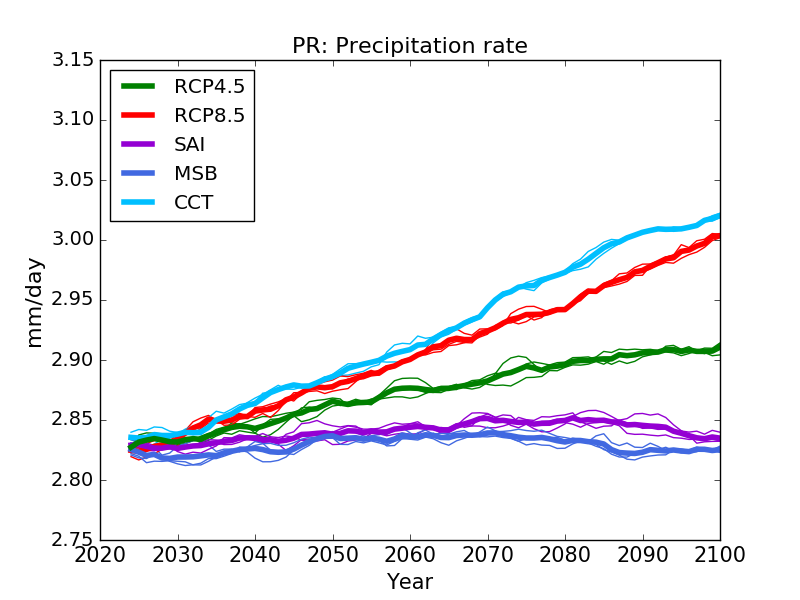 PR: Precipitation rate
3.15
3.10
3.05
3.00
2.95
2.90
2.85
2.80
2.75
mm/day
RCP4.5
RCP8.5
SAI
MSB
CCT
2020 2030 2040 2050 2060 2070 2080 2090 2100
Year